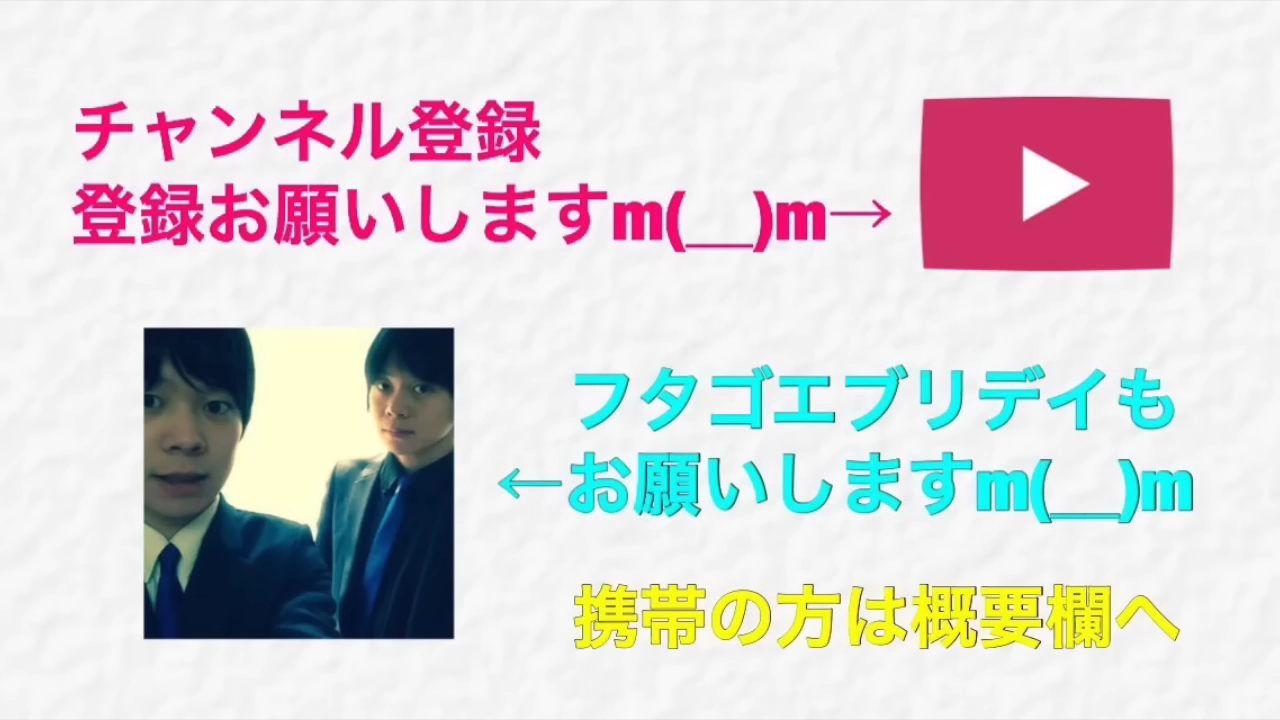 チャンネル登録
登録お願いしますm(__)m→
フタゴエブリデイも
←お願いしますm(__)m
携帯の方は概要欄へ